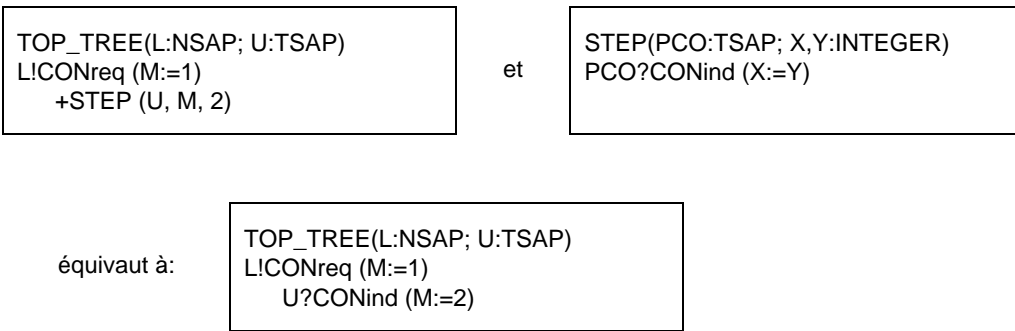 TOP_TREE(L:NSAP; U:TSAP)
L!CONreq (M:=1)
+STEP (U, M, 2)
et
STEP(PCO:TSAP; X,Y:INTEGER)
PCO?CONind (X:=Y)
équivaut à:
TOP_TREE(L:NSAP; U:TSAP)
L!CONreq (M:=1)
U?CONind (M:=2)